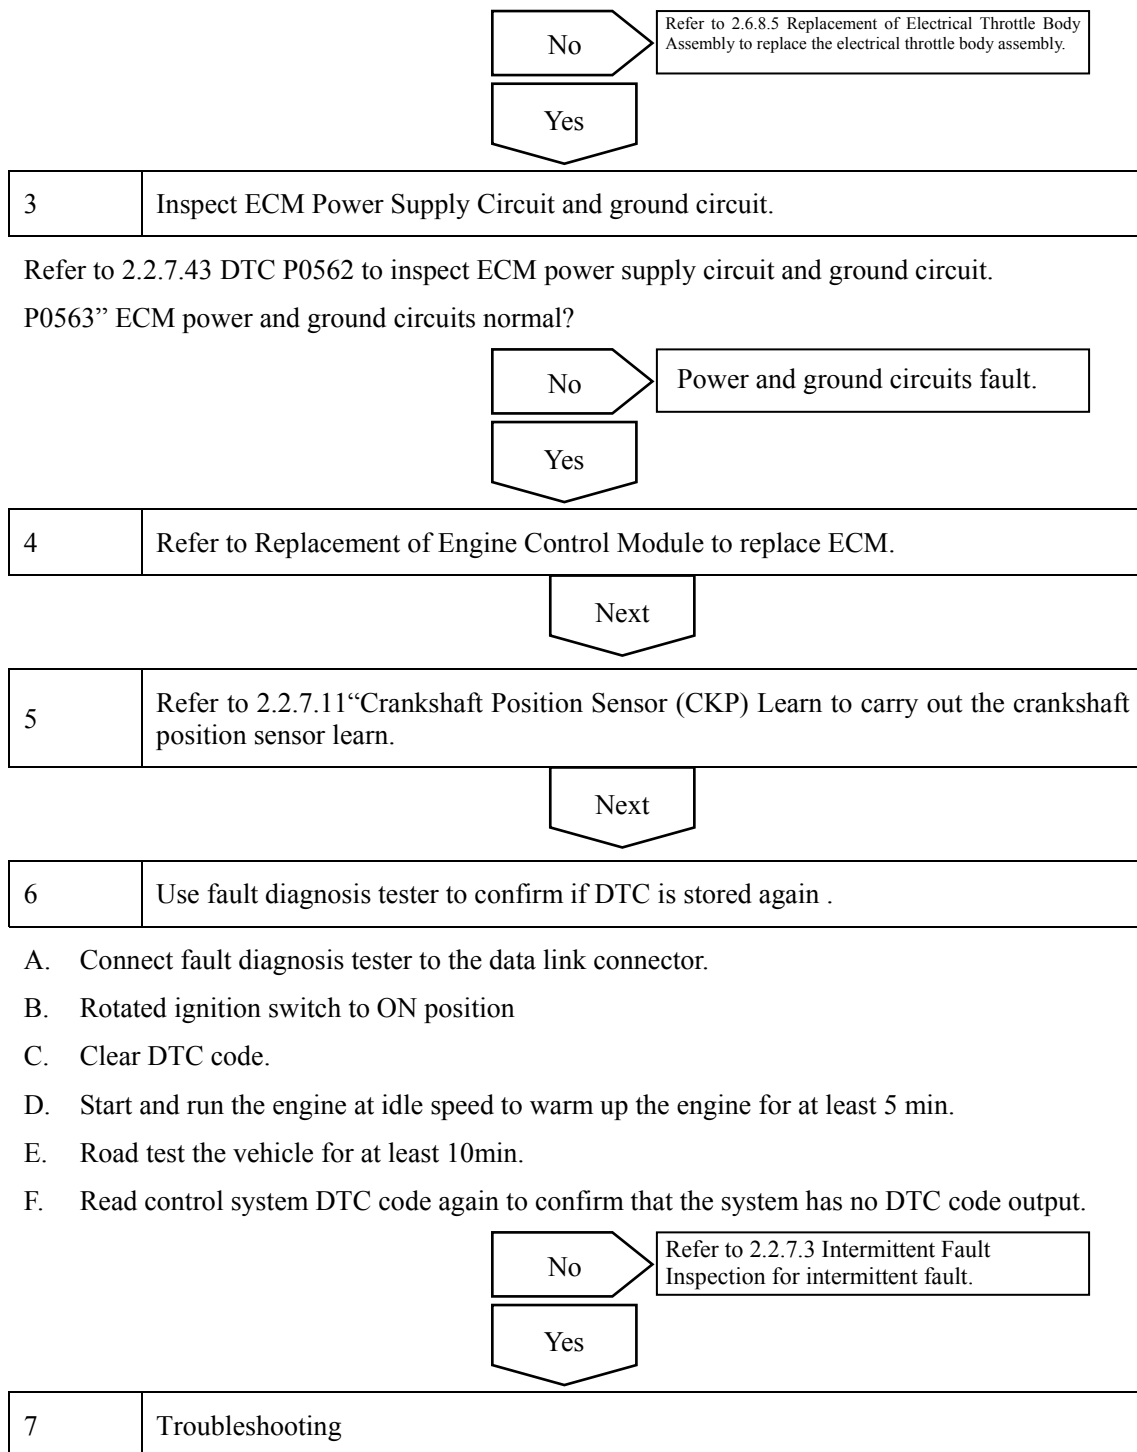 No
Refer to 2.6.8.5 Replacement of Electrical Throttle Body
Assembly to replace the electrical throttle body assembly.
Yes
3 Inspect ECM Power Supply Circuit and ground circuit.
Refer to 2.2.7.43 DTC P0562 to inspect ECM power supply circuit and ground circuit.
P0563” ECM power and ground circuits normal?
No
Power and ground circuits fault.
Yes
4 Refer to Replacement of Engine Control Module to replace ECM.
Next
5 Refer to 2.2.7.11“Crankshaft Position Sensor (CKP) Learn to carry out the crankshaft
position sensor learn.
Next
6 Use fault diagnosis tester to confirm if DTC is stored again .
A. Connect fault diagnosis tester to the data link connector.
B. Rotated ignition switch to ON position
C. Clear DTC code.
D. Start and run the engine at idle speed to warm up the engine for at least 5 min.
E. Road test the vehicle for at least 10min.
F. Read control system DTC code again to confirm that the system has no DTC code output.
No
Refer to 2.2.7.3 Intermittent Fault
Inspection for intermittent fault.
Yes
7 Troubleshooting